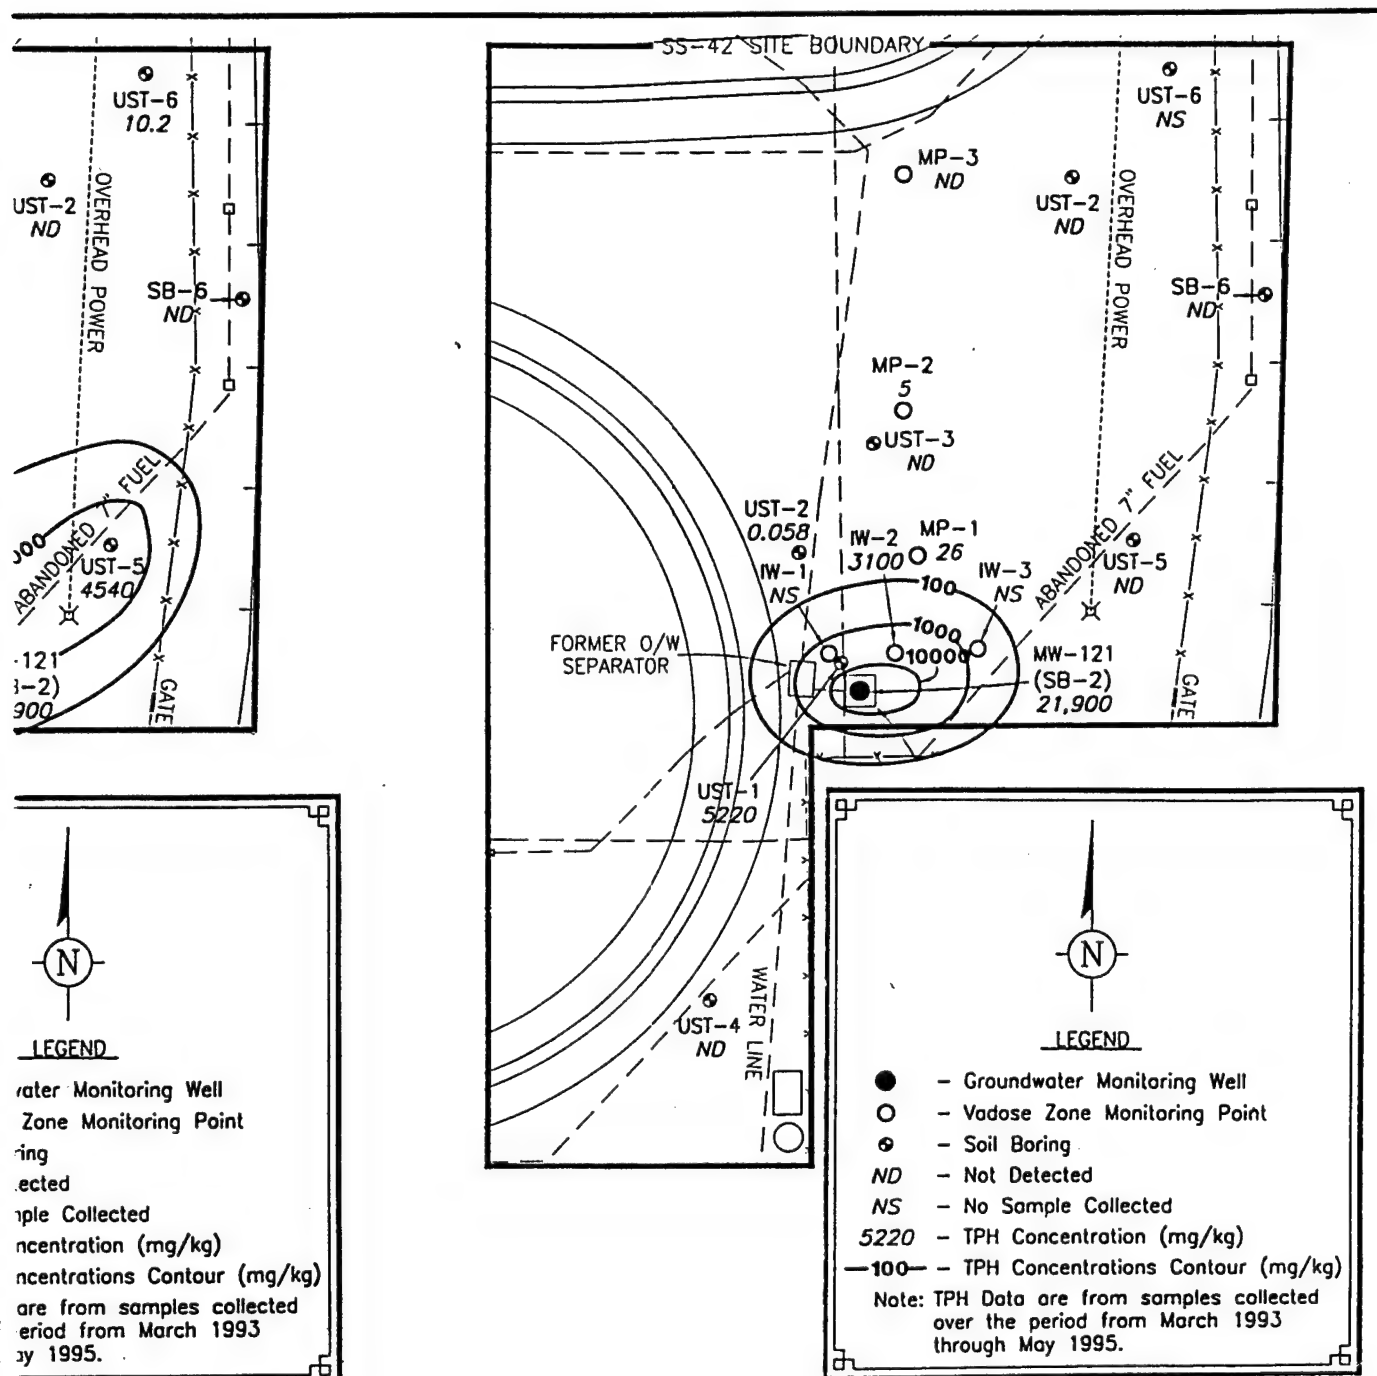 UST-6
10.2
UST-2
ND
OVERHEAD POWER
SB-6
ND
000
ABANDONED 7" FUEL
UST-5
4540
-121
3-2)
900
GATE
N
LEGEND
ater Monitoring Well
Zone Monitoring Point
ring
ected
ple Collected
ncentration (mg/kg)
ncentrations Contour (mg/kg)
are from samples collected
eriod from March 1993
ay 1995.
SS-42 SITE BOUNDARY
UST-6
NS
MP-3
ND
UST-2
ND
OVERHEAD POWER
SB-6
ND
MP-2
5
UST-3
ND
UST-2
0.058
IW-2
3100
MP-1
26
IW-1
NS
IW-3
NS
ABANDONED 7" FUEL
UST-5
ND
100
1000
10000
FORMER O/W
SEPARATOR
MW-121
(SB-2)
21,900
GATE
UST-1
5220
WATER LINE
UST-4
ND
N
LEGEND
- Groundwater Monitoring Well
- Vadose Zone Monitoring Point
- Soil Boring
ND - Not Detected
NS - No Sample Collected
5220 - TPH Concentration (mg/kg)
-100- - TPH Concentrations Contour (mg/kg)
Note: TPH Data are from samples collected
over the period from March 1993
through May 1995.